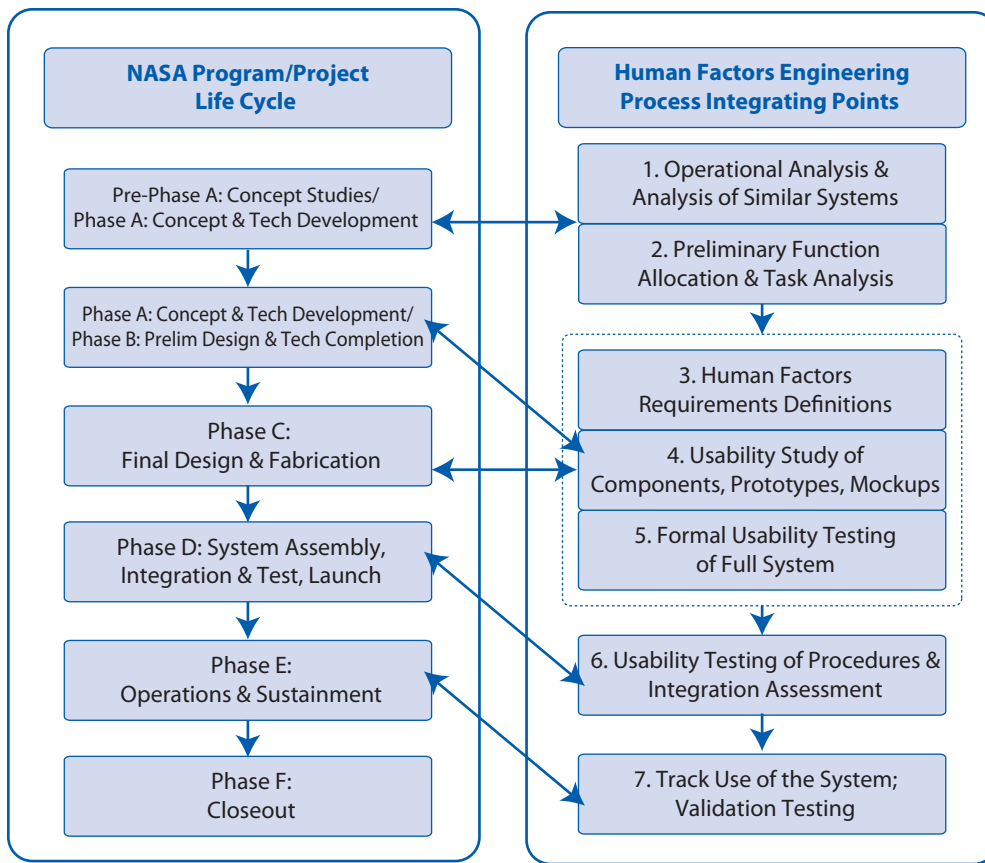 NASA Program/Project
Life Cycle
Pre-Phase A: Concept Studies/
Phase A: Concept & Tech Development
Phase A: Concept & Tech Development/
Phase B: Prelim Design & Tech Completion
Phase C:
Final Design & Fabrication
Phase D: System Assembly,
Integration & Test, Launch
Phase E:
Operations & Sustainment
Phase F:
Closeout
Human Factors Engineering
Process Integrating Points
1. Operational Analysis &
Analysis of Similar Systems
2. Preliminary Function
Allocation & Task Analysis
3. Human Factors
Requirements Definitions
4. Usability Study of
Components, Prototypes, Mockups
5. Formal Usability Testing
of Full System
6. Usability Testing of Procedures &
Integration Assessment
7. Track Use of the System;
Validation Testing